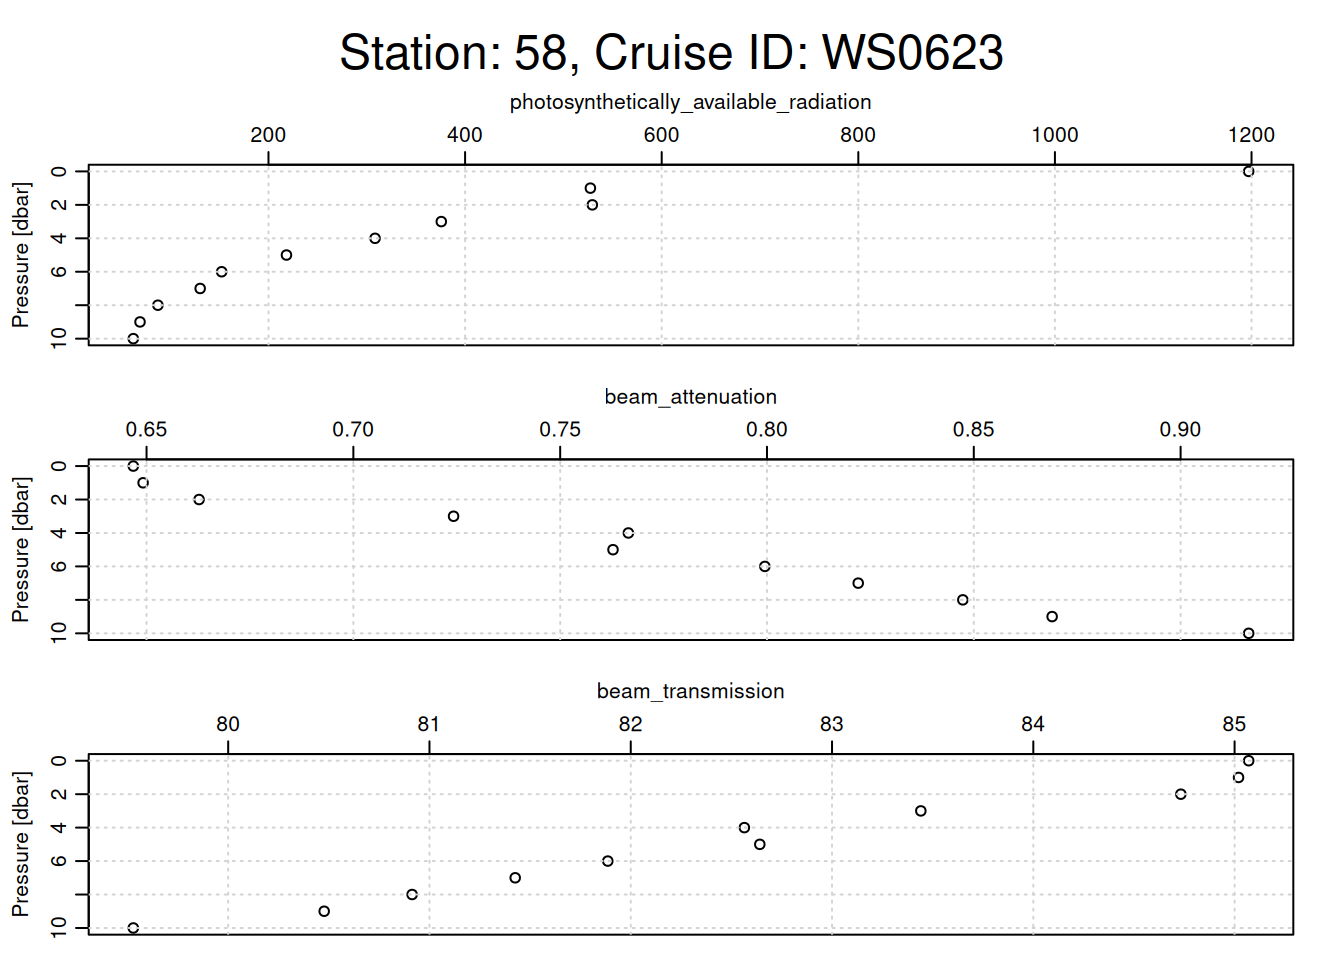 Station: 58, Cruise ID: WS0623
photosynthetically_available_radiation
200 400 600 800 1000 1200
Pressure [dbar]
0
2
4
6
10
beam_attenuation
0.65 0.70 0.75 0.80 0.85 0.90
Pressure [dbar]
0
2
4
6
10
beam_transmission
80 81 82 83 84 85
Pressure [dbar]
0
2
4
6
10